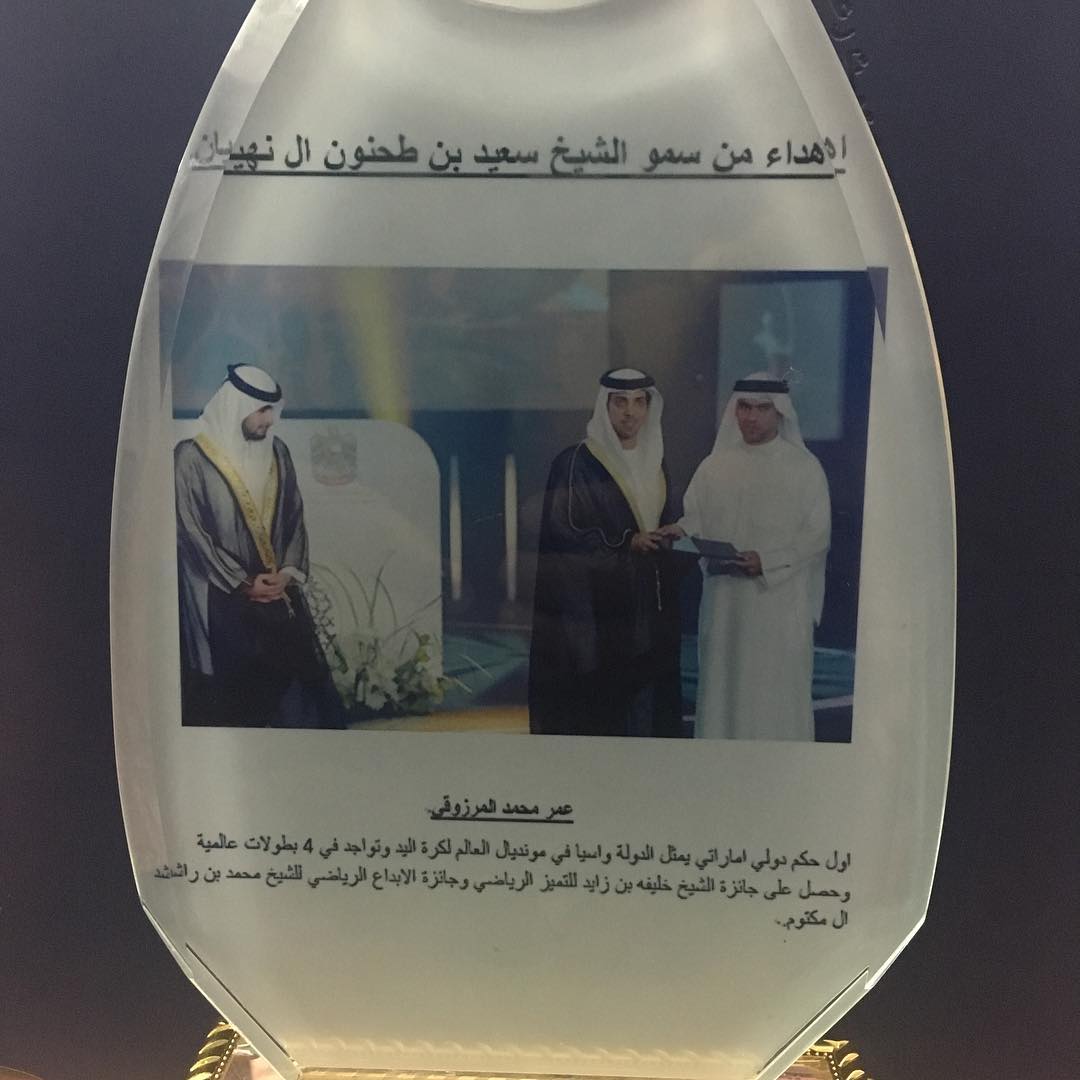 اهداء من سمو الشيخ سعيد بن طحنون ال نهيان
عمر محمد المرزوقي
اول حكم دولي اماراتي يمثل الدولة واسيا في مونديال العالم لكرة اليد وتواجد في 4 بطولات عالمية
وحصل على جائزة الشيخ خليفه بن زايد للتميز الرياضي وجائزة الابداع الرياضي للشيخ محمد بن راشد
ال مكتوم.